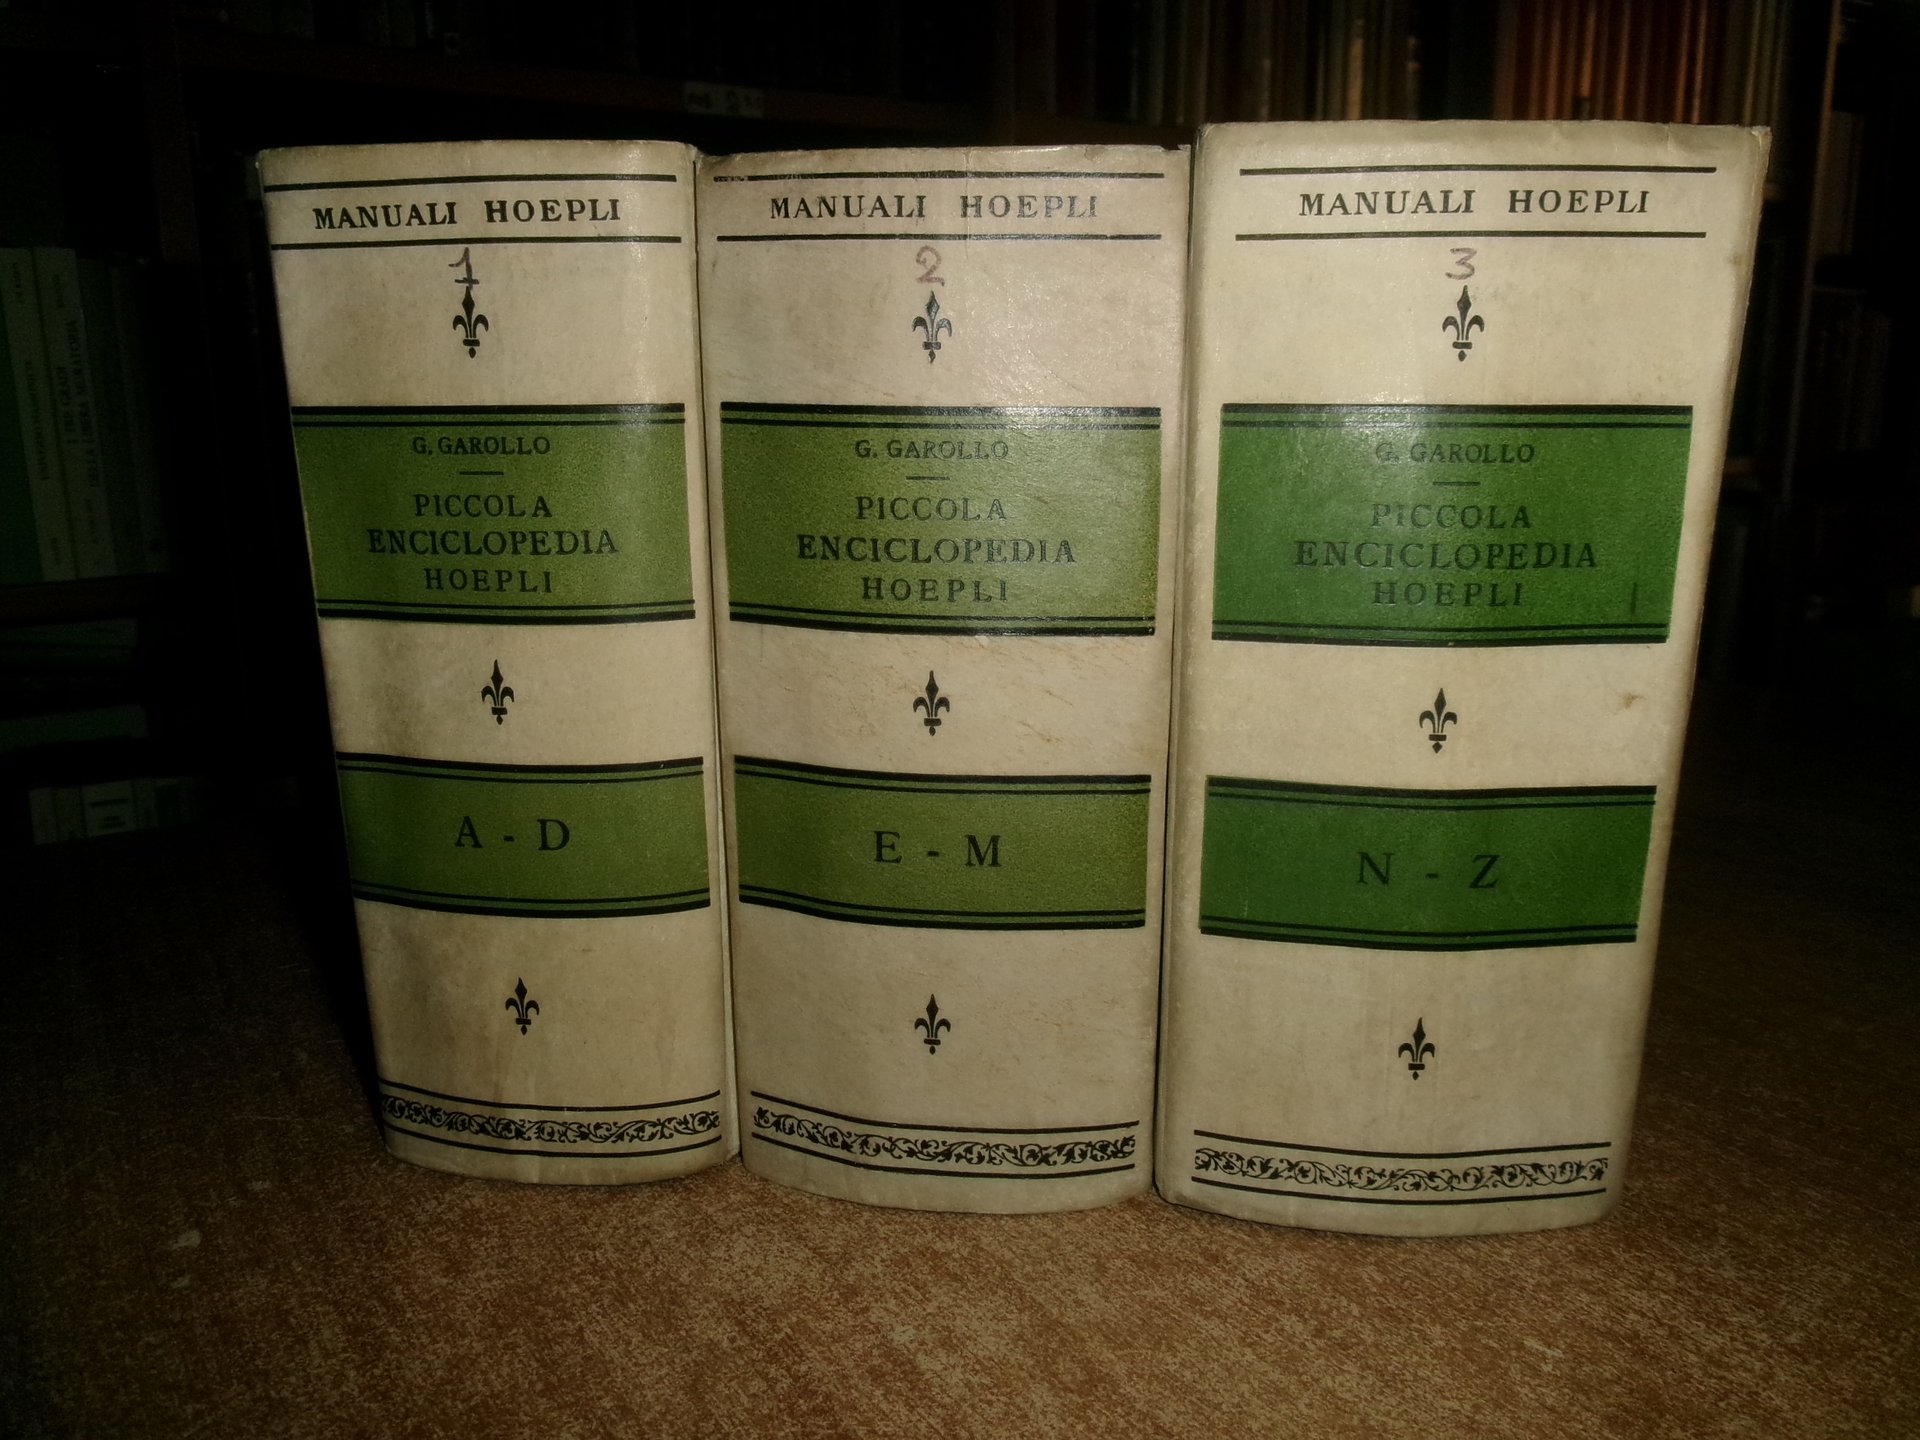 MANUALI HOEPLI
1
G. GAROLLO
PICCOLA
ENCICLOPEDIA
HOEPLI
A - D
MANUALI HOEPLI
2
G. GAROLLO
PICCOLA
ENCICLOPEDIA
HOEPLI
E - M
MANUALI HOEPLI
3
G. GAROLLO
PICCOLA
ENCICLOPEDIA
HOEPLI
N - Z